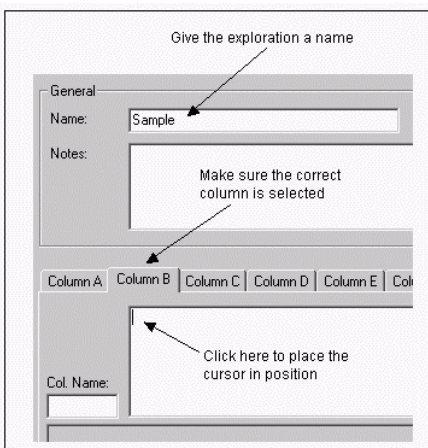 Give the exploration a name
General
Name:
Sample
Notes:
Make sure the correct
column is selected
Column A Column B Column C Column D Column E
Click here to place the
cursor in position
Col. Name: